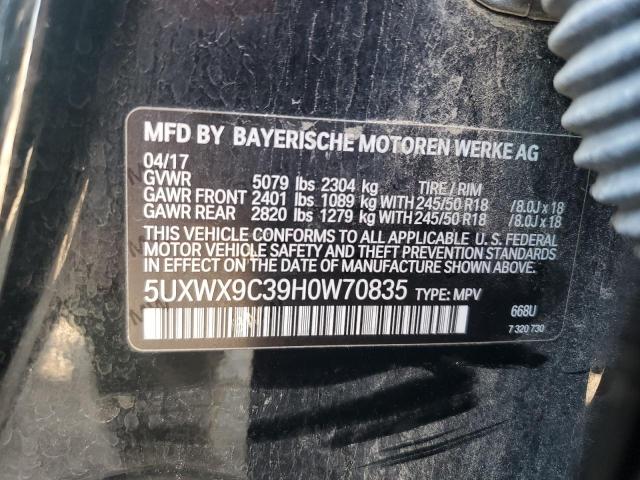 MFD BY BAYERISCHE MOTOREN WERKE AG
04/17
GVWR 5079 lbs 2304 kg TIRE / RIM
GAWR FRONT 2401 lbs 1089 kg WITH 245/50 R18 /8.0J x 18
GAWR REAR 2820 lbs 1279 kg WITH 245/50 R18 /8.0J x 18
THIS VEHICLE CONFORMS TO ALL APPLICABLE U. S. FEDERAL
MOTOR VEHICLE SAFETY AND THEFT PREVENTION STANDARDS
IN EFFECT ON THE DATE OF MANUFACTURE SHOWN ABOVE.
5UXWX9C39H0W70835 TYPE: MPV
668U
7 320 730